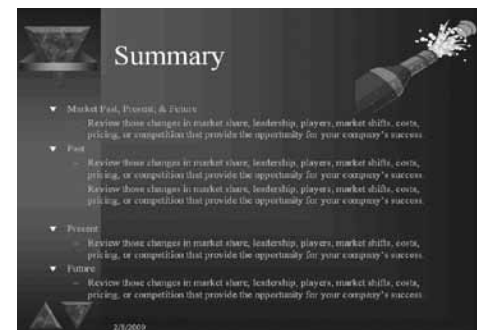 Summary
Market Past, Present, & Future
Review those changes in market share, leadership, players, market shifts, costs,
pricing, or competition that provide the opportunity for your company's success.
Past
– Review those changes in market share, leadership, players, market shifts, costs,
pricing, or competition that provide the opportunity for your company's success.
Review those changes in market share, leadership, players, market shifts, costs,
pricing, or competition that provide the opportunity for your company's success.
Present
– Review those changes in market share, leadership, players, market shifts, costs,
pricing, or competition that provide the opportunity for your company's success.
Future
– Review those changes in market share, leadership, players, market shifts, costs,
pricing, or competition that provide the opportunity for your company's success.